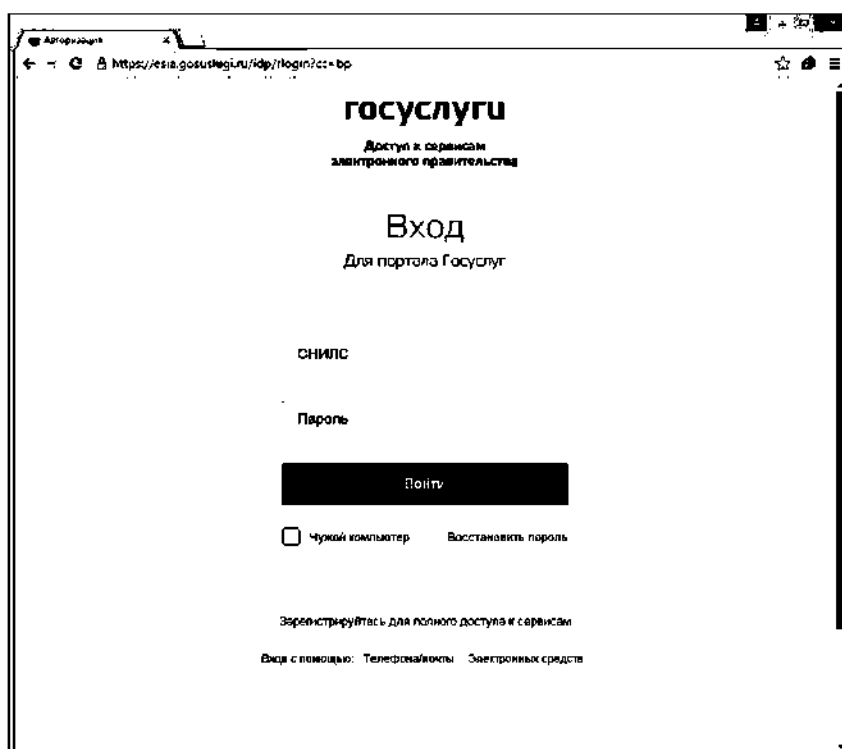 Авторизация
https://esia.gosuslugi.ru/idp/rlogin?cc=bp
госуслуги
Доступ к сервисам
электронного правительства
Вход
Для портала Госуслуг
СНИЛС
Пароль
Войти
Чужой компьютер Восстановить пароль
Зарегистрируйтесь для полного доступа к сервисам
Вход с помощью: Телефона/почты Электронных средств